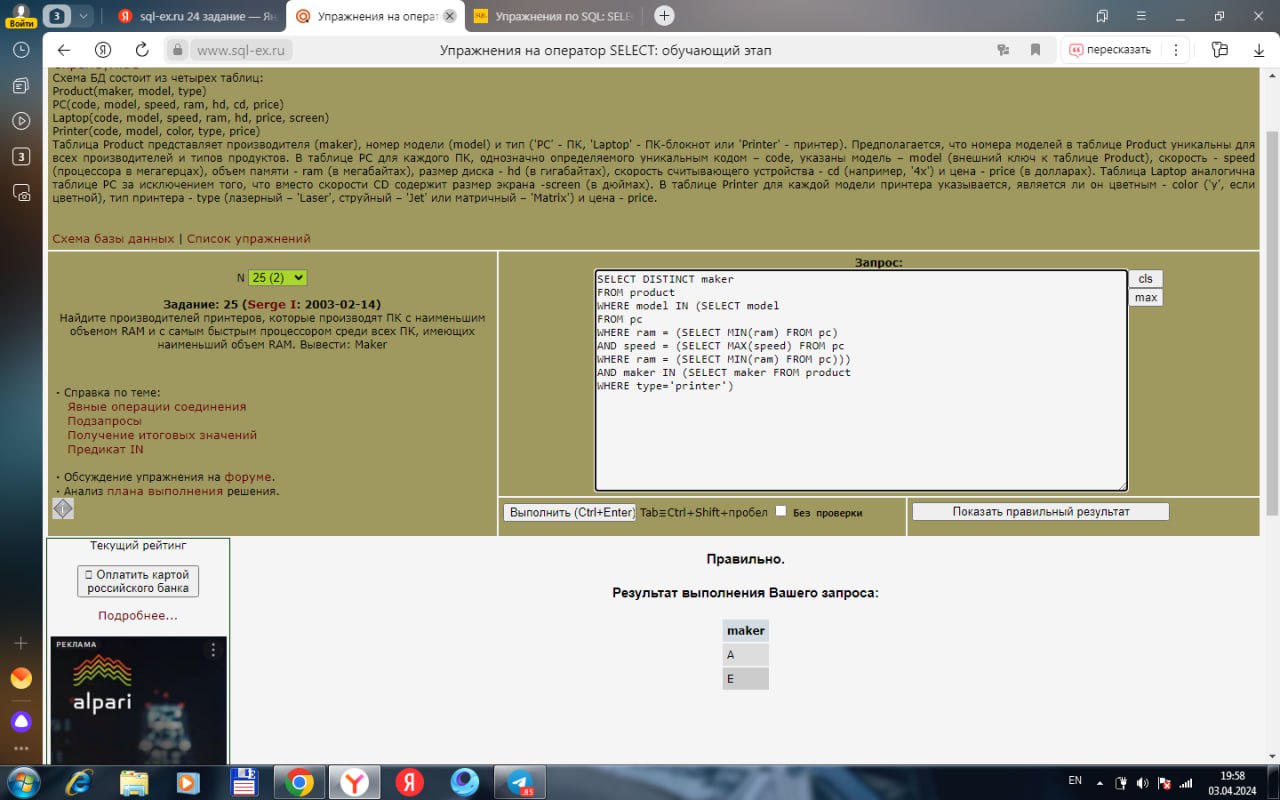 Войти
3
sql-ex.ru 24 задание — Ян
Упражнения на операт
Упражнения по SQL: SELE
www.sql-ex.ru
Упражнения на оператор SELECT: обучающий этап
пересказать
3
Схема БД состоит из четырех таблиц:
Product(maker, model, type)
PC(code, model, speed, ram, hd, cd, price)
Laptop(code, model, speed, ram, hd, price, screen)
Printer(code, model, color, type, price)
Таблица Product представляет производителя (maker), номер модели (model) и тип ('PC' - ПК, 'Laptop' - ПК-блокнот или 'Printer' - принтер). Предполагается, что номера моделей в таблице Product уникальны для
всех производителей и типов продуктов. В таблице PC для каждого ПК, однозначно определяемого уникальным кодом – code, указаны модель – model (внешний ключ к таблице Product), скорость - speed
(процессора в мегагерцах), объем памяти - ram (в мегабайтах), размер диска - hd (в гигабайтах), скорость считывающего устройства - cd (например, '4x') и цена - price (в долларах). Таблица Laptop аналогична
таблице PC за исключением того, что вместо скорости CD содержит размер экрана -screen (в дюймах). В таблице Printer для каждой модели принтера указывается, является ли он цветным - color ('y', если
цветной), тип принтера - type (лазерный – 'Laser', струйный – 'Jet' или матричный – 'Matrix') и цена - price.
Схема базы данных | Список упражнений
N 25 (2)
Задание: 25 (Serge I: 2003-02-14)
Найдите производителей принтеров, которые производят ПК с наименьшим
объемом RAM и с самым быстрым процессором среди всех ПК, имеющих
наименьший объем RAM. Вывести: Maker
· Справка по теме:
Явные операции соединения
Подзапросы
Получение итоговых значений
Предикат IN
· Обсуждение упражнения на форуме.
· Анализ плана выполнения решения.
Запрос:
SELECT DISTINCT maker
FROM product
WHERE model IN (SELECT model
FROM pc
WHERE ram = (SELECT MIN(ram) FROM pc)
AND speed = (SELECT MAX(speed) FROM pc
WHERE ram = (SELECT MIN(ram) FROM pc)))
AND maker IN (SELECT maker FROM product
WHERE type='printer')
cls
max
Выполнить (Ctrl+Enter) Tab≡Ctrl+Shift+пробел Без проверки
Показать правильный результат
Текущий рейтинг
Оплатить картой
российского банка
Подробнее...
РЕКЛАМА
alpari
Правильно.
Результат выполнения Вашего запроса:
maker
A
E
EN
19:58
03.04.2024